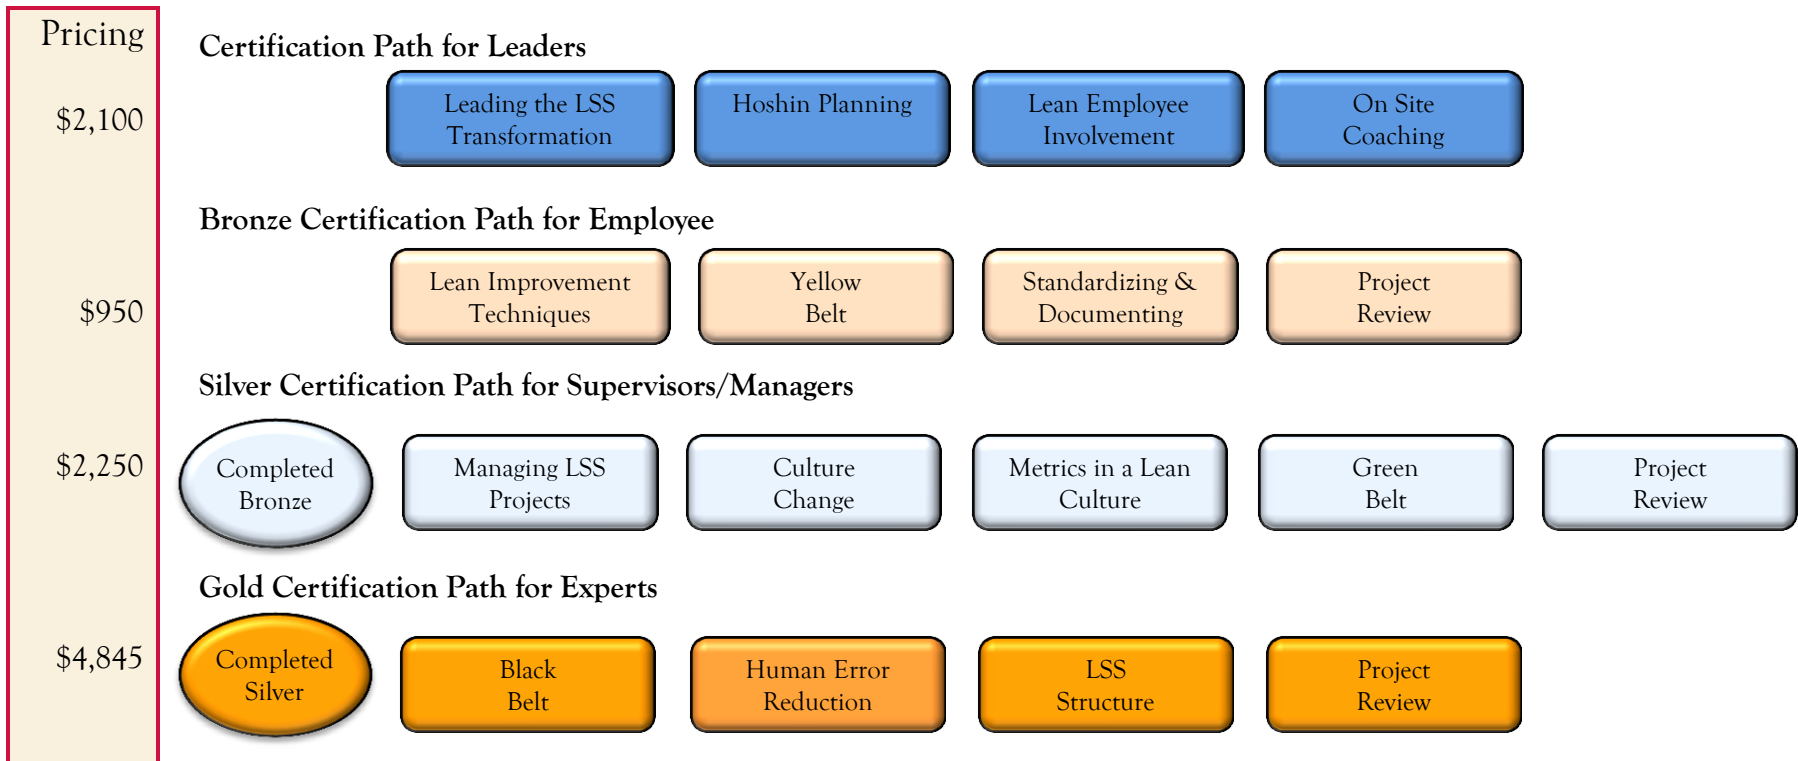 Pricing
Certification Path for Leaders
$2,100
Leading the LSS
Transformation
Hoshin Planning
Lean Employee
Involvement
On Site
Coaching
Bronze Certification Path for Employee
$950
Lean Improvement
Techniques
Yellow
Belt
Standardizing &
Documenting
Project
Review
Silver Certification Path for Supervisors/Managers
$2,250
Completed
Bronze
Managing LSS
Projects
Culture
Change
Metrics in a Lean
Culture
Green
Belt
Project
Review
Gold Certification Path for Experts
$4,845
Completed
Silver
Black
Belt
Human Error
Reduction
LSS
Structure
Project
Review